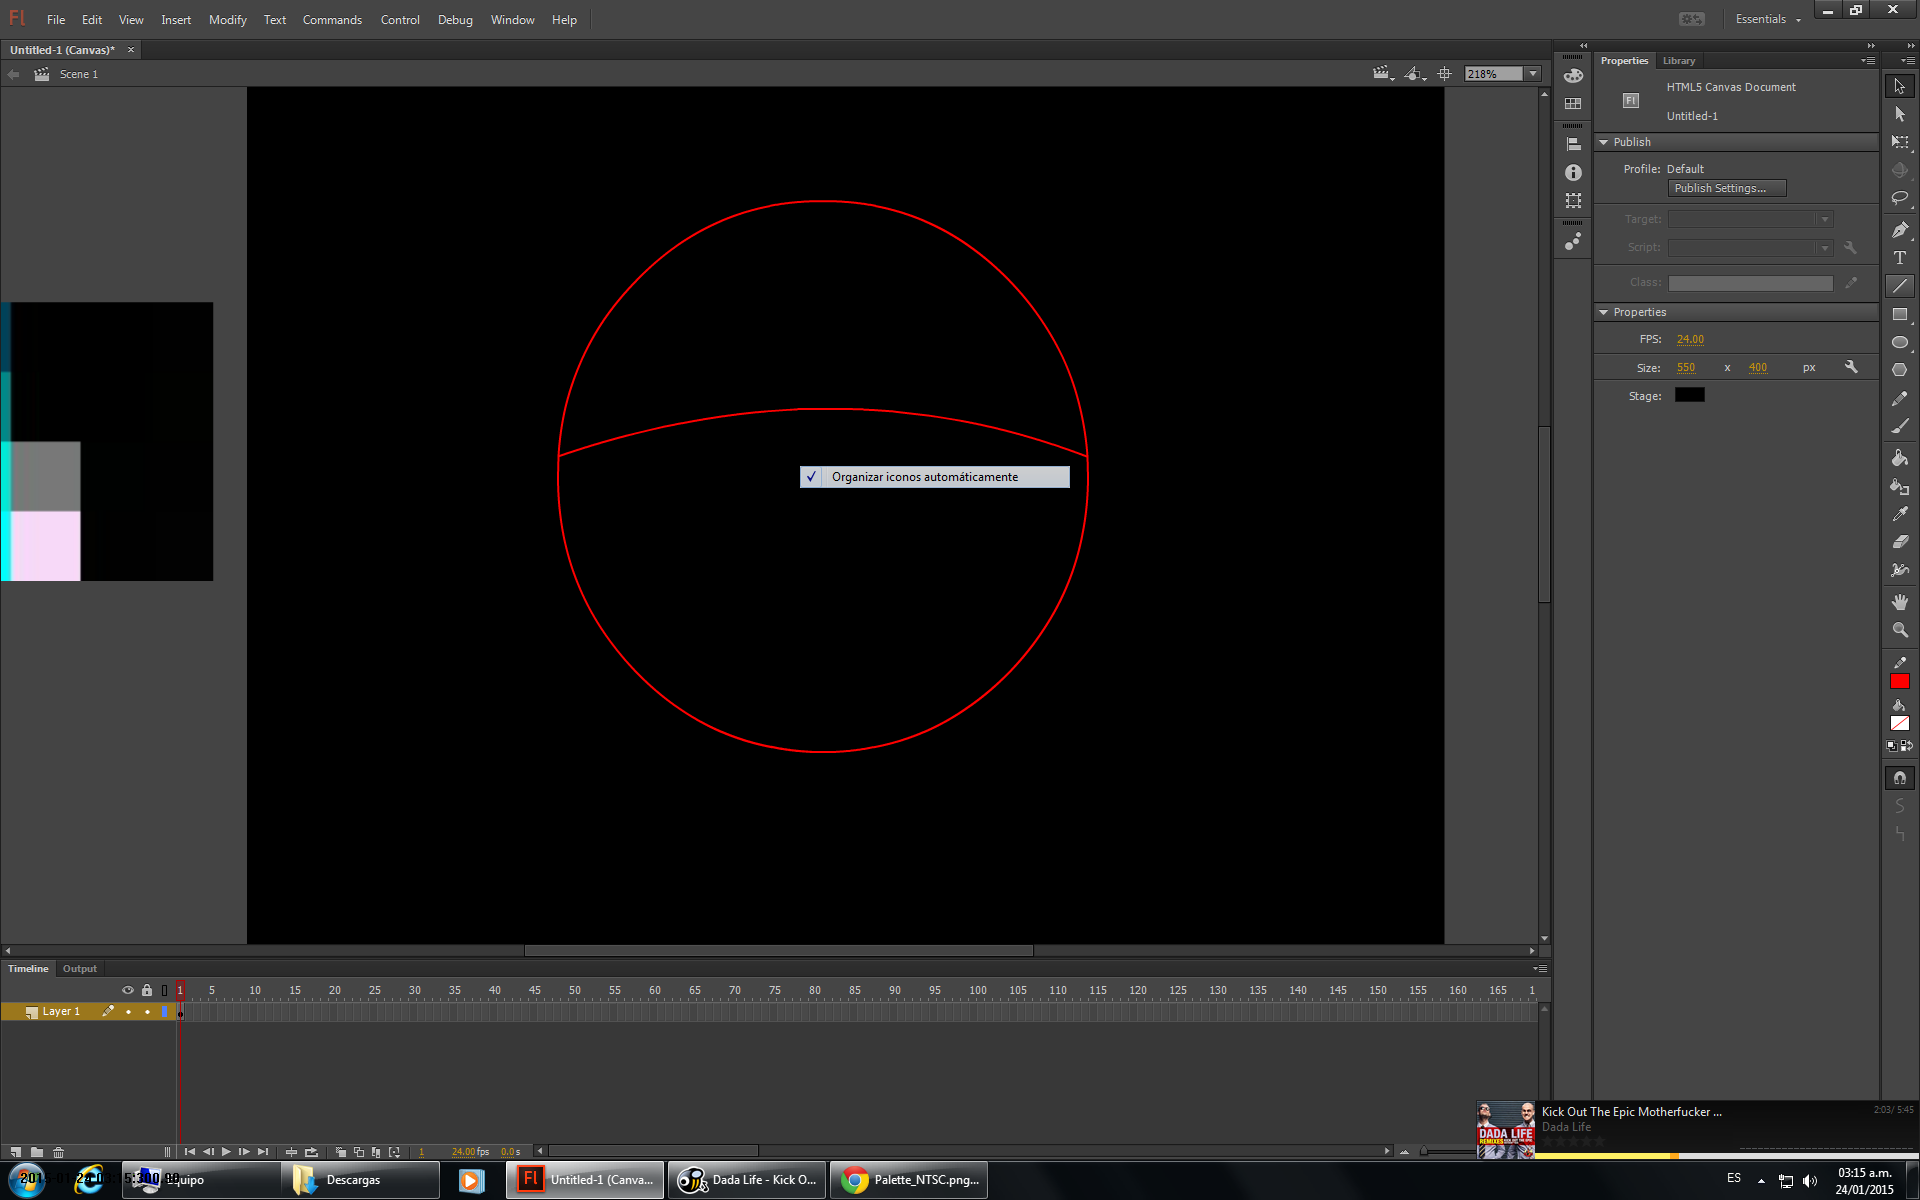 Fl File Edit View Insert Modify Text Commands Control Debug Window Help Essentials
Untitled-1 (Canvas)* ×
Scene 1 218%
Properties Library
HTML5 Canvas Document
Fl
Untitled-1
Publish
Profile: Default
Publish Settings...
Target:
Script:
Class:
Properties
FPS: 24.00
Size: 550 x 400 px
Stage:
✓ Organizar iconos automáticamente
Timeline Output
1 5 10 15 20 25 30 35 40 45 50 55 60 65 70 75 80 85 90 95 100 105 110 115 120 125 130 135 140 145 150 155 160 165 1
Layer 1
1 24.00 fps 0.0 s
Kick Out The Epic Motherfucker ... 2:03/ 5:45
Dada Life
DADA LIFE
REMIXES
Equipo Descargas Fl Untitled-1 (Canva... Dada Life - Kick O... Palette_NTSC.png... ES
03:15 a.m.
24/01/2015